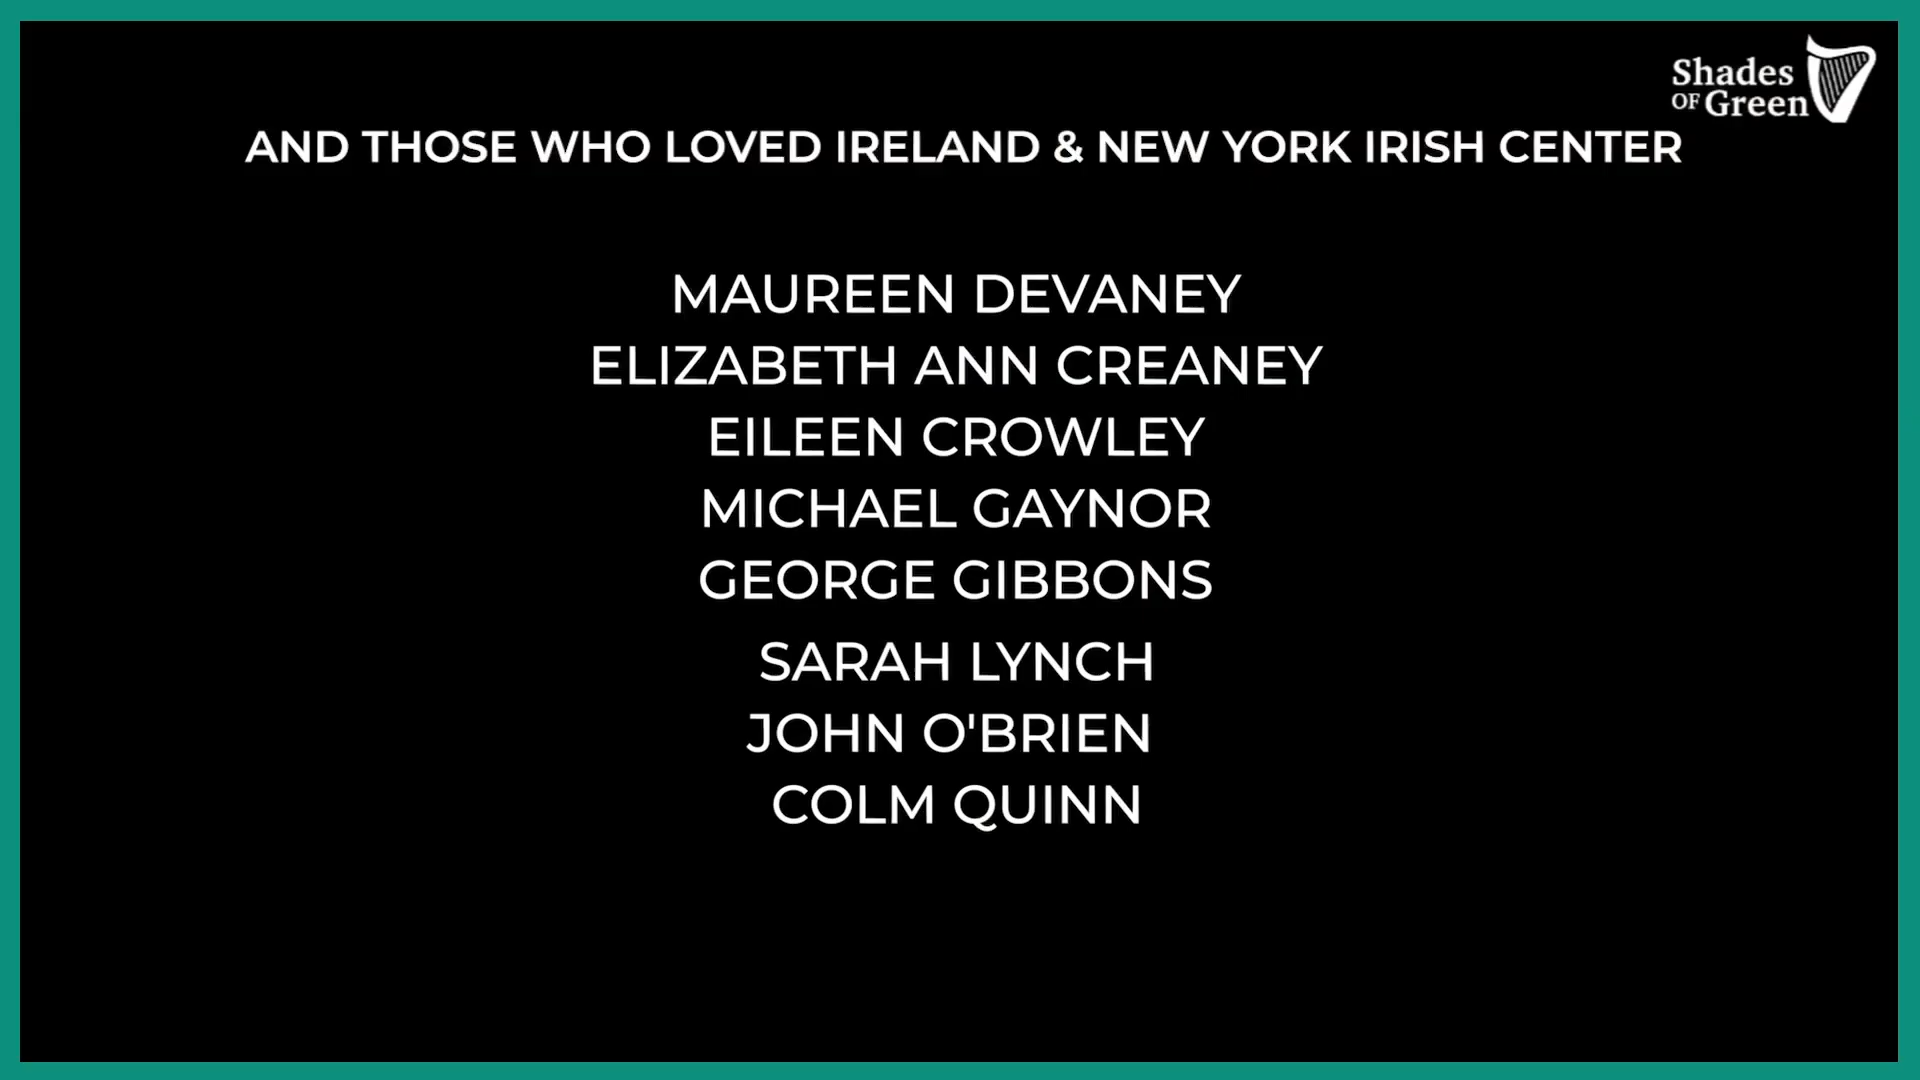 Shades
OF Green
AND THOSE WHO LOVED IRELAND & NEW YORK IRISH CENTER
MAUREEN DEVANEY
ELIZABETH ANN CREANEY
EILEEN CROWLEY
MICHAEL GAYNOR
GEORGE GIBBONS
SARAH LYNCH
JOHN O'BRIEN
COLM QUINN